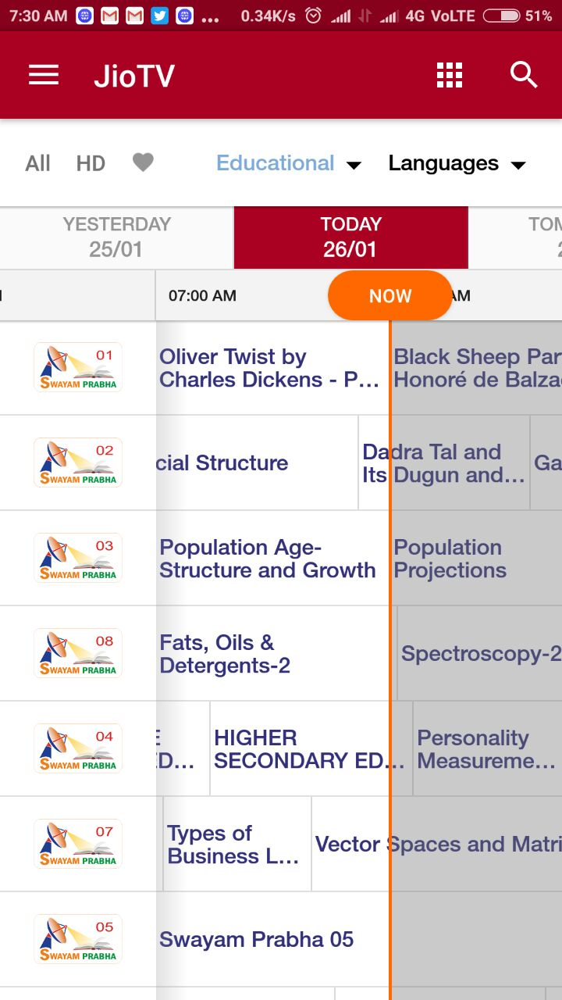 7:30 AM ... 0.34K/s 4G VoLTE 51%
JioTV
All HD Educational Languages
YESTERDAY TODAY
25/01 26/01
07:00 AM NOW AM
01
SWAYAM PRABHA
Oliver Twist by
Charles Dickens - P...
Black Sheep Par
Honoré de Balza
02
SWAYAM PRABHA
cial Structure
Dadra Tal and
Its Dugun and...
Ga
03
SWAYAM PRABHA
Population Age-
Structure and Growth
Population
Projections
08
SWAYAM PRABHA
Fats, Oils &
Detergents-2
Spectroscopy-2
04
SWAYAM PRABHA
E
ED...
HIGHER
SECONDARY ED...
Personality
Measureme...
07
SWAYAM PRABHA
Types of
Business L...
Vector Spaces and Matri
05
SWAYAM PRABHA
Swayam Prabha 05